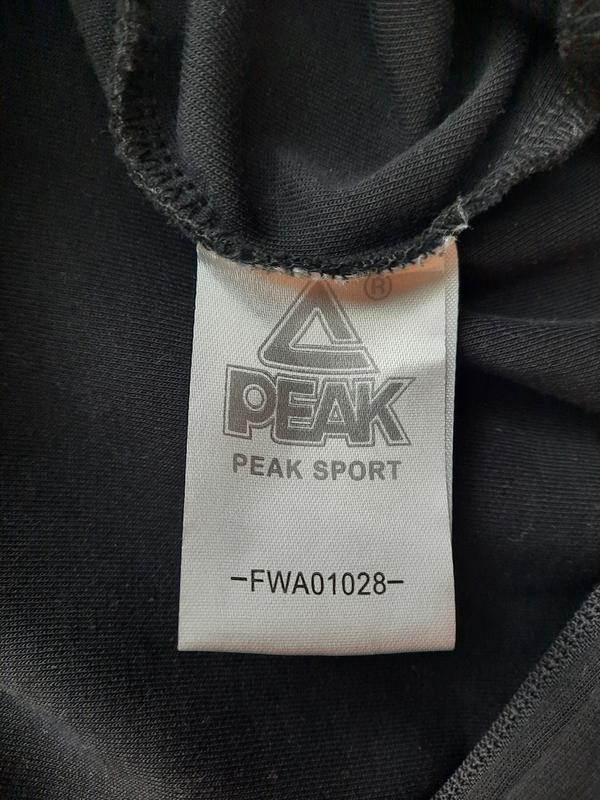 ®
PEAK
PEAK SPORT
-FWA01028-